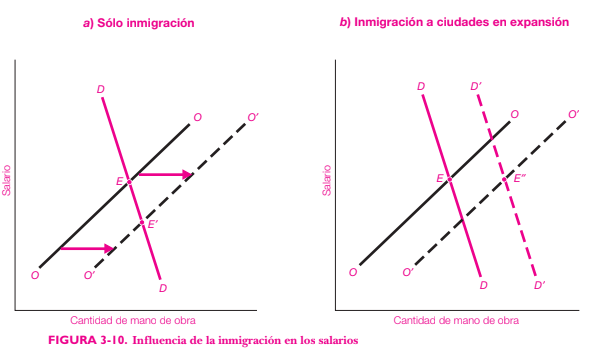 a) Sólo inmigración
D
O
O'
E
E'
O
O'
D
Salario
Cantidad de mano de obra
b) Inmigración a ciudades en expansión
D
D'
O
O'
E
E″
O
O'
D
D'
Salario
Cantidad de mano de obra
FIGURA 3-10. Influencia de la inmigración en los salarios